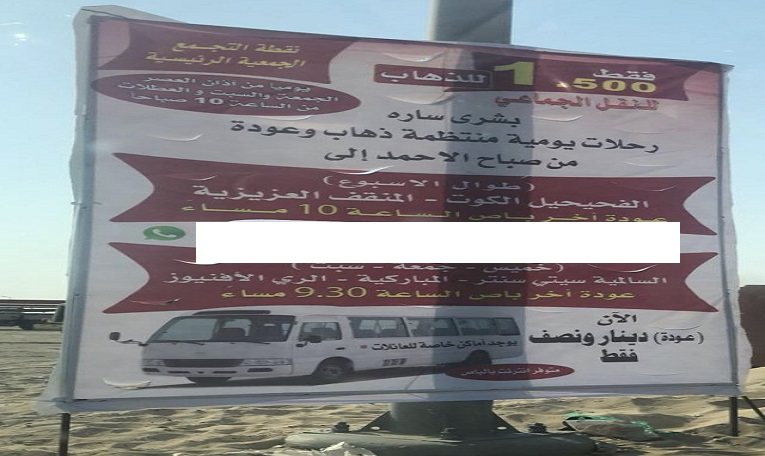 فقط 1.500 للذهاب
للنقل الجماعي
نقطة التجمع
الجمعية الرئيسية
يوميا من اذان العصر
الجمعة والسبت و العطلات
من الساعة 10 صباحا
بشرى ساره
رحلات يومية منتظمة ذهاب وعودة
من صباح الاحمد إلى
(طوال الاسبوع)
الفحيحيل الكوت - المنقف العزيزية
عودة أخر باص الساعة 10 مساء
(خميس - جمعه - سبت)
السالمية سيتي سنتر - المباركية - الري الأفنيوز
عودة أخر باص الساعة 9.30 مساء
الآن
(عودة) دينار ونصف
فقط
يوجد أماكن خاصة للعائلات
متوفر انترنت بالباص